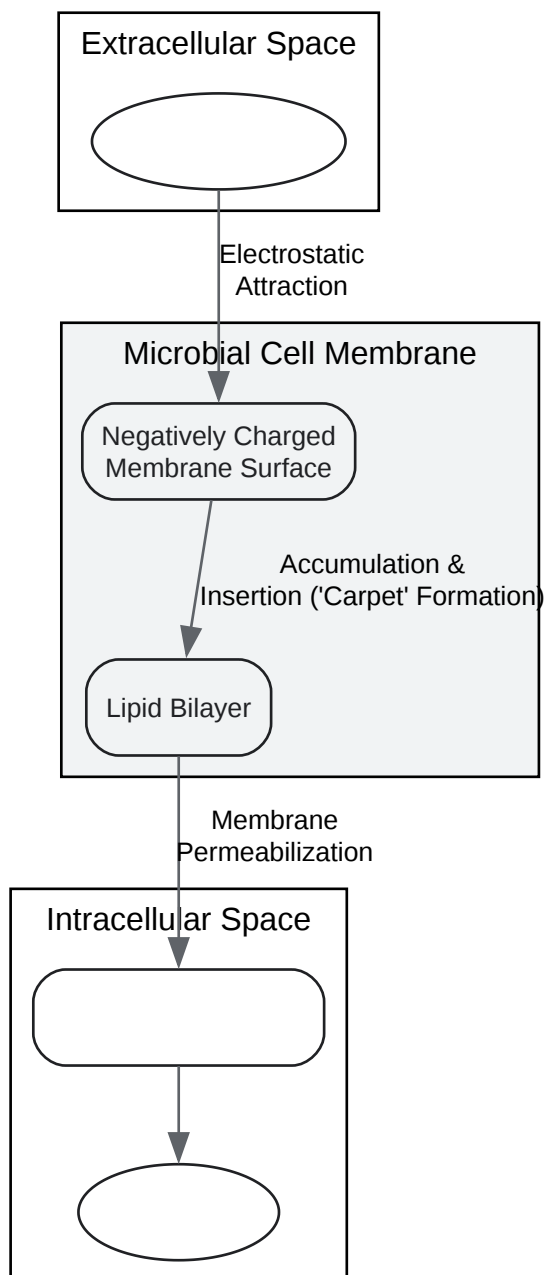 Extracellular Space
Electrostatic
Attraction
Microbial Cell Membrane
Negatively Charged
Membrane Surface
Accumulation &
Insertion ('Carpet' Formation)
Lipid Bilayer
Membrane
Permeabilization
Intracellular Space